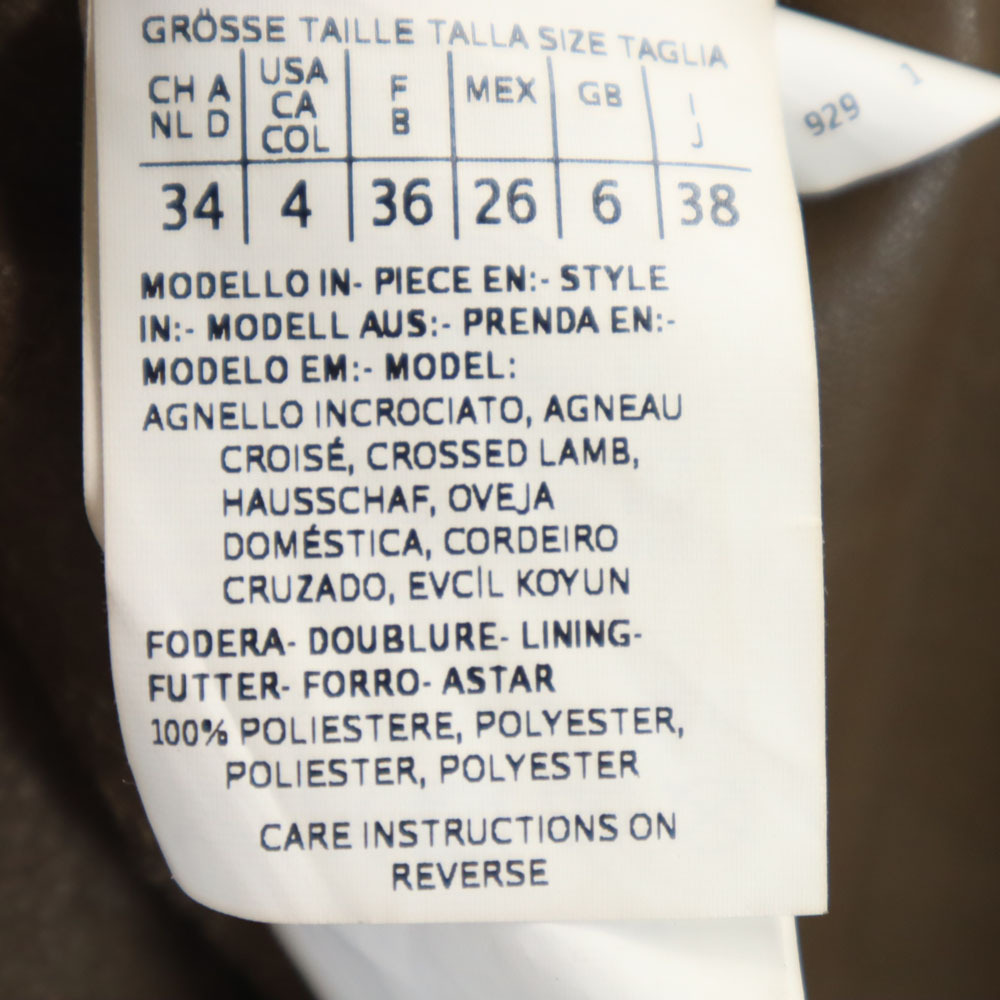 GRÖSSE TAILLE TALLA SIZE TAGLIA
CH A NL D USA CA COL F B MEX GB I J
34 4 36 26 6 38
MODELLO IN- PIECE EN:- STYLE
IN:- MODELL AUS:- PRENDA EN:-
MODELO EM:- MODEL:
AGNELLO INCROCIATO, AGNEAU
CROISÉ, CROSSED LAMB,
HAUSSCHAF, OVEJA
DOMÉSTICA, CORDEIRO
CRUZADO, EVCİL KOYUN
FODERA- DOUBLURE- LINING-
FUTTER- FORRO- ASTAR
100% POLIESTERE, POLYESTER,
POLIESTER, POLYESTER
CARE INSTRUCTIONS ON
REVERSE
929 1